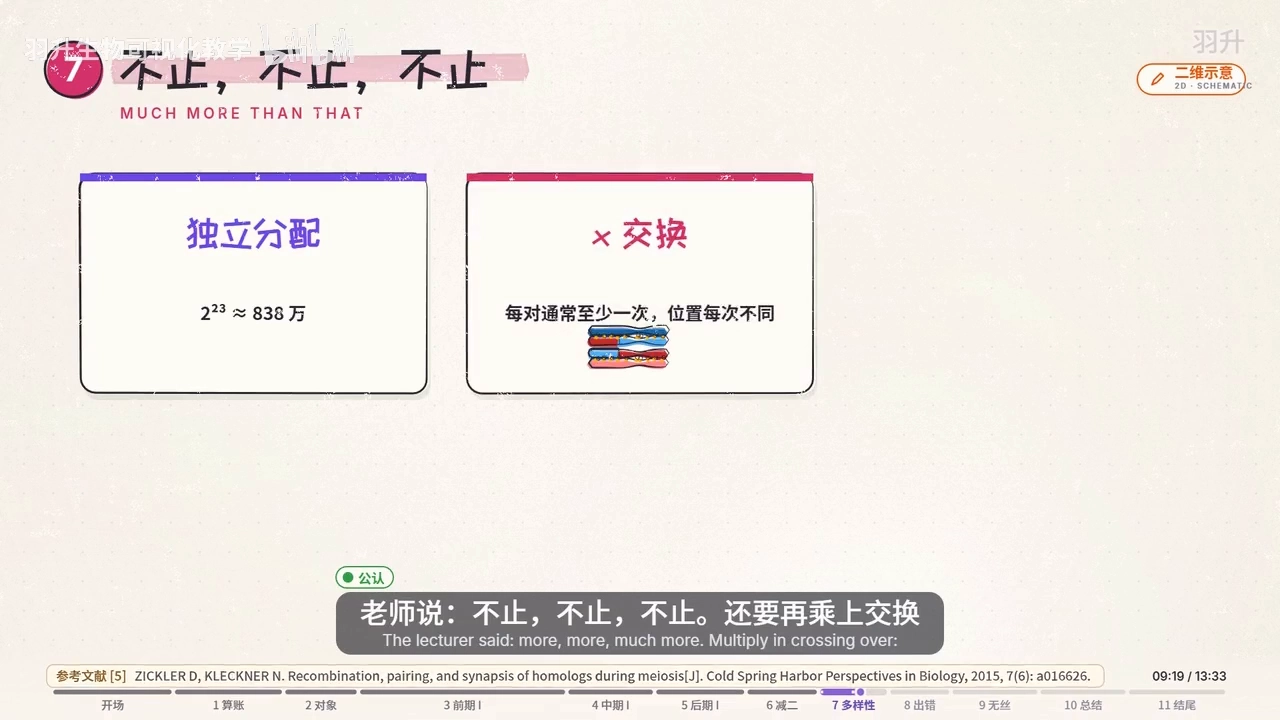 羽升生物可视化教学
bilibili
羽升
7 不止，不止，不止
MUCH MORE THAN THAT
二维示意
2D · SCHEMATIC
独立分配
2²³ ≈ 838 万
× 交换
每对通常至少一次，位置每次不同
公认
老师说：不止，不止，不止。还要再乘上交换
The lecturer said: more, more, much more. Multiply in crossing over:
参考文献 [5] ZICKLER D, KLECKNER N. Recombination, pairing, and synapsis of homologs during meiosis[J]. Cold Spring Harbor Perspectives in Biology, 2015, 7(6): a016626.
09:19 / 13:33
开场 1 算账 2 对象 3 前期 I 4 中期 I 5 后期 I 6 减二 7 多样性 8 出错 9 无丝 10 总结 11 结尾